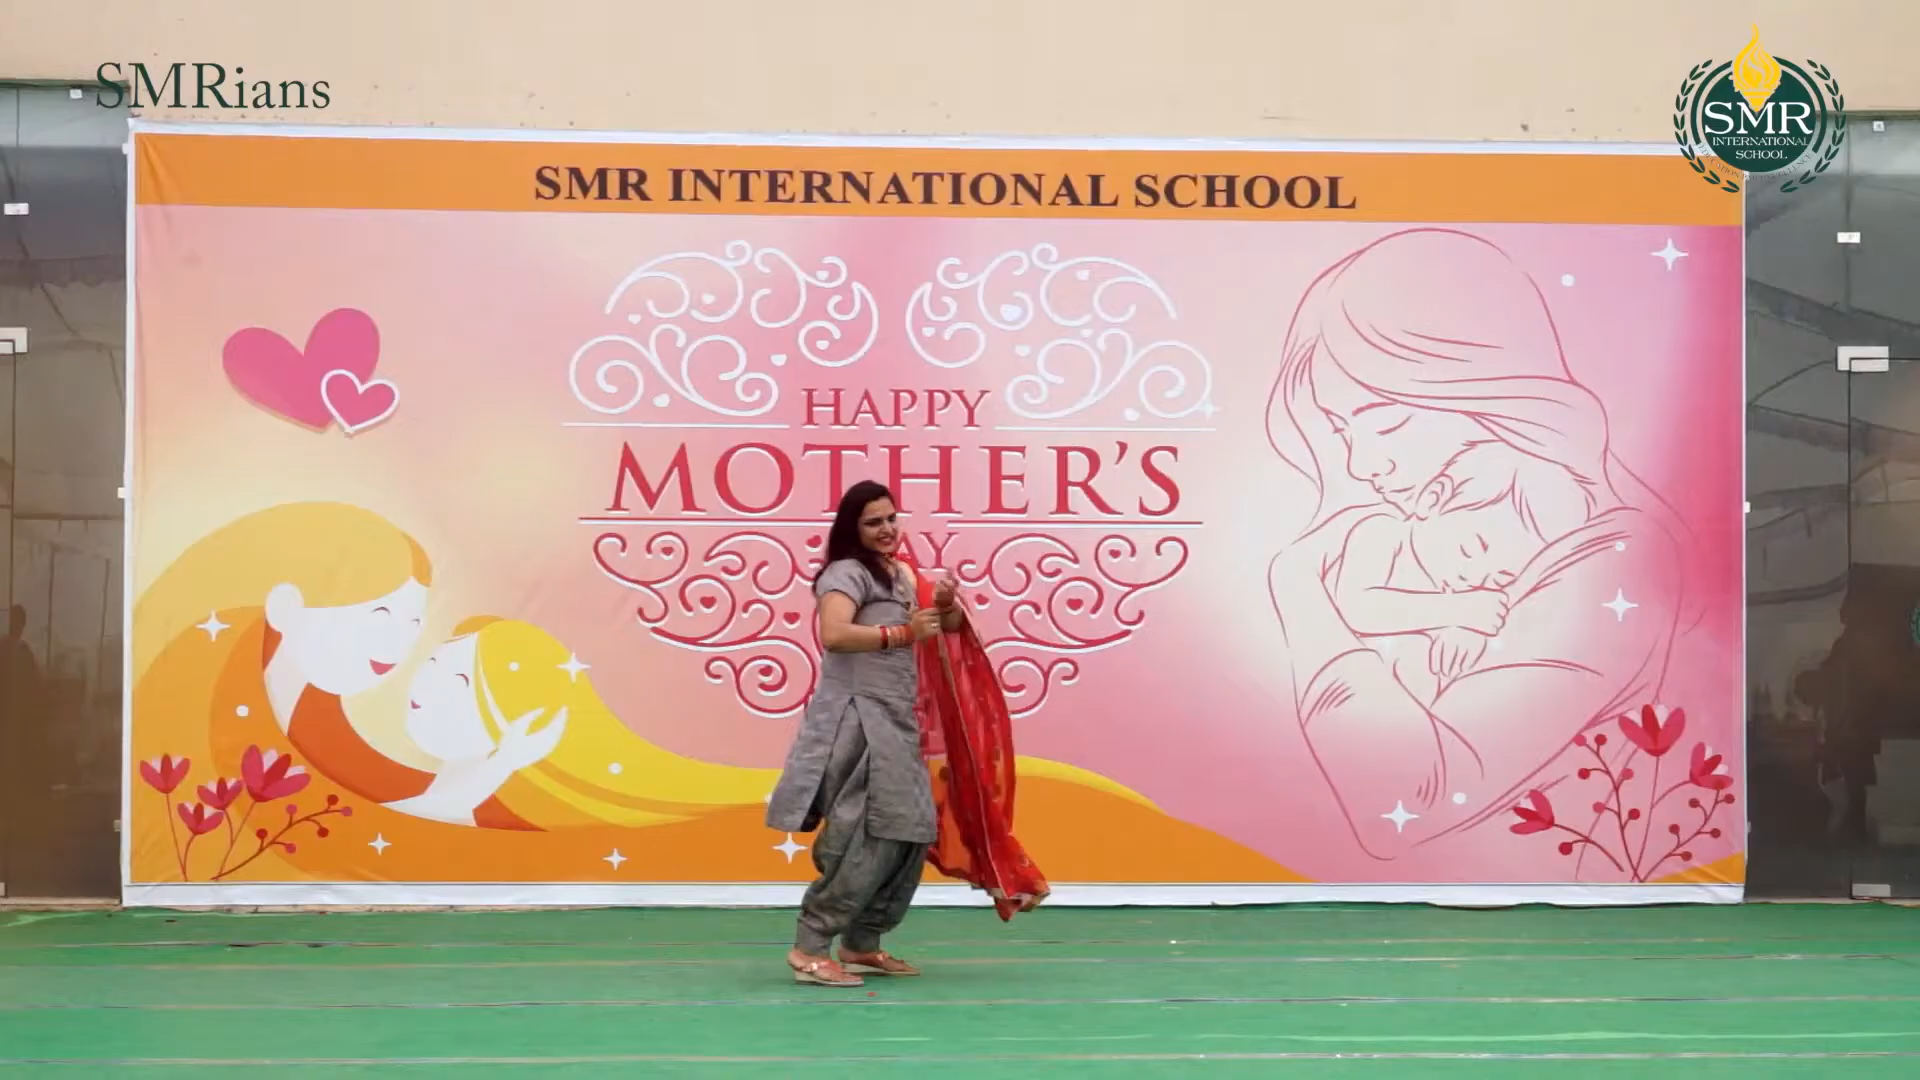 SMRians
SMR
INTERNATIONAL
SCHOOL
SMR INTERNATIONAL SCHOOL
HAPPY
MOTHER'S